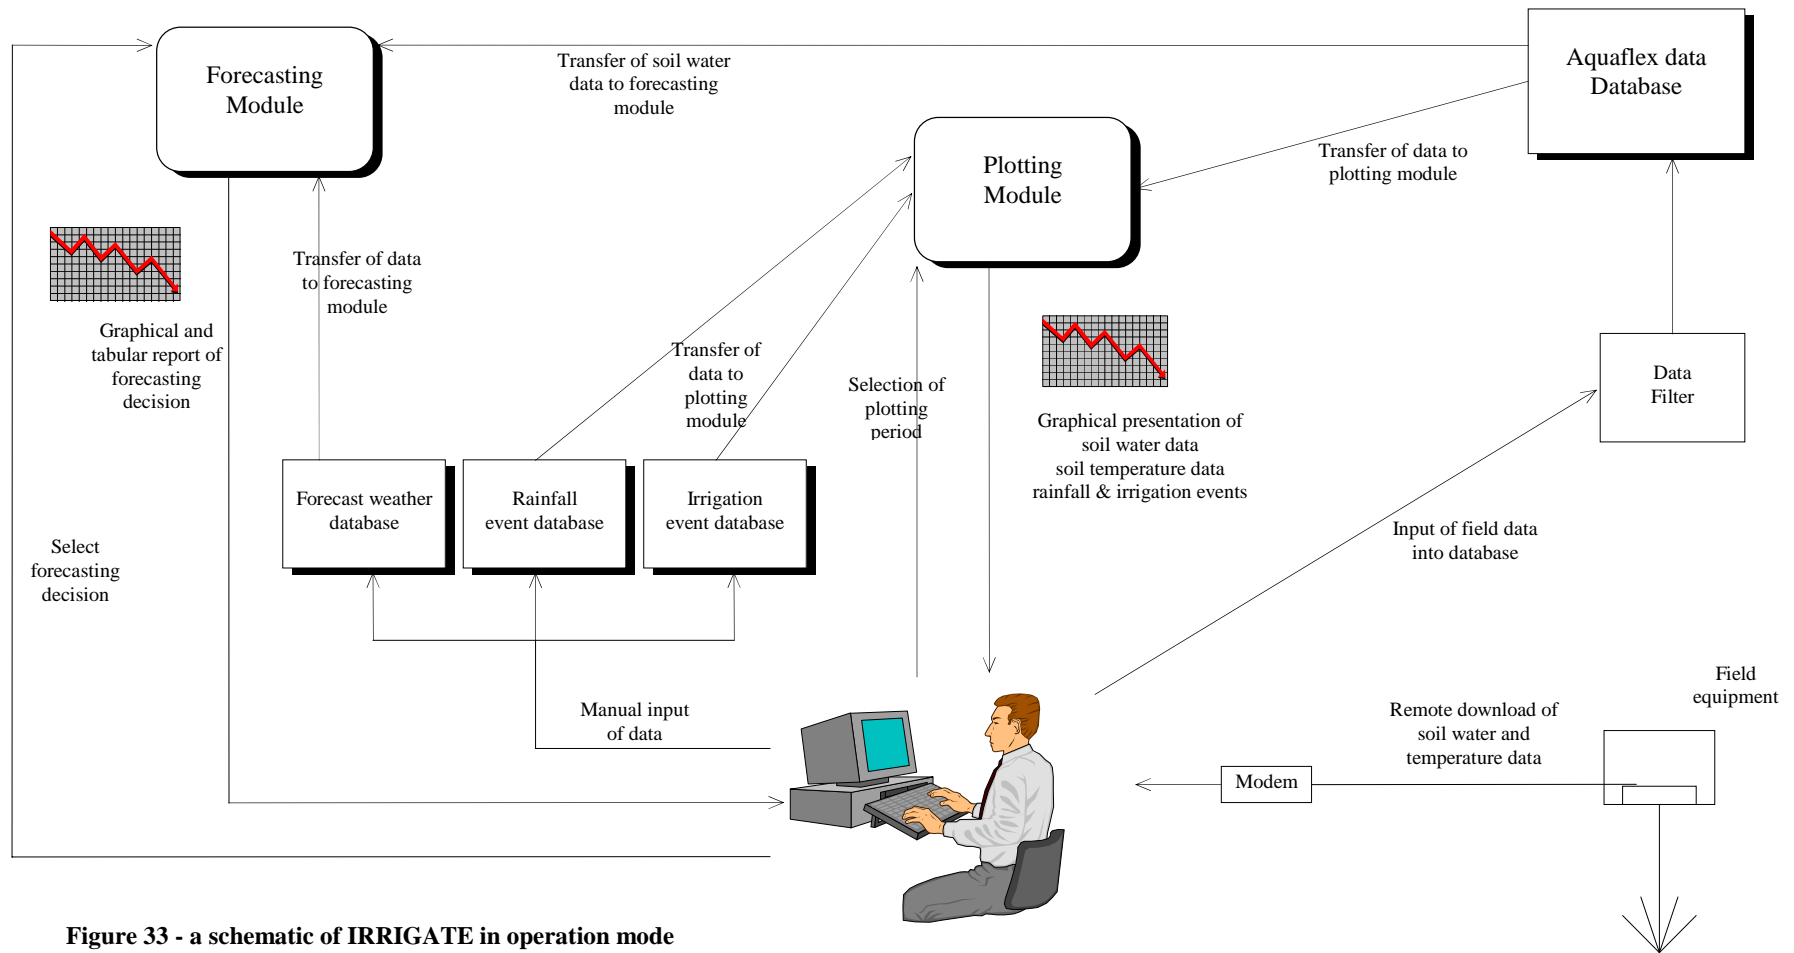 Forecasting
Module
Transfer of soil water
data to forecasting
module
Aquaflex data
Database
Plotting
Module
Transfer of data to
plotting module
Transfer of data
to forecasting
module
Graphical and
tabular report of
forecasting
decision
Transfer of
data to
plotting
module
Selection of
plotting
period
Graphical presentation of
soil water data
soil temperature data
rainfall & irrigation events
Data
Filter
Forecast weather
database
Rainfall
event database
Irrigation
event database
Input of field data
into database
Select
forecasting
decision
Manual input
of data
Field
equipment
Remote download of
soil water and
temperature data
Modem
Figure 33 - a schematic of IRRIGATE in operation mode